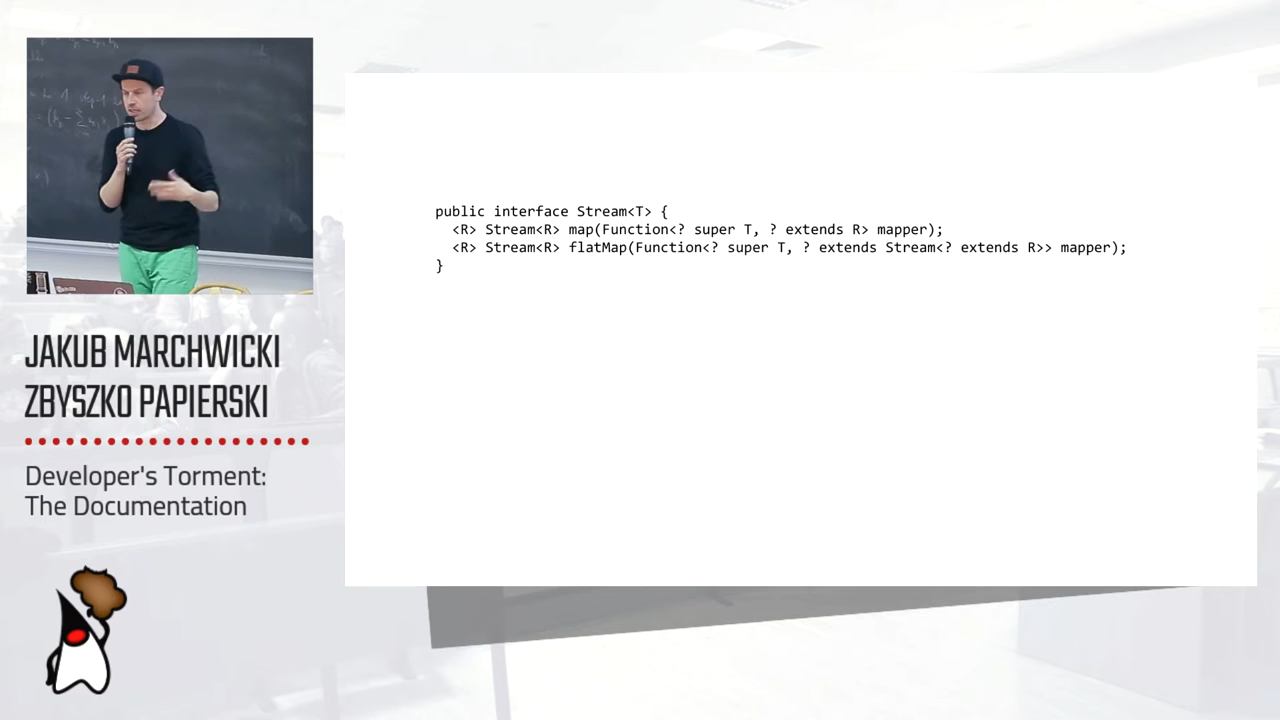 JAKUB MARCHWICKI
ZBYSZKO PAPIERSKI
Developer's Torment:
The Documentation
public interface Stream<T> {
  <R> Stream<R> map(Function<? super T, ? extends R> mapper);
  <R> Stream<R> flatMap(Function<? super T, ? extends Stream<? extends R>> mapper);
}